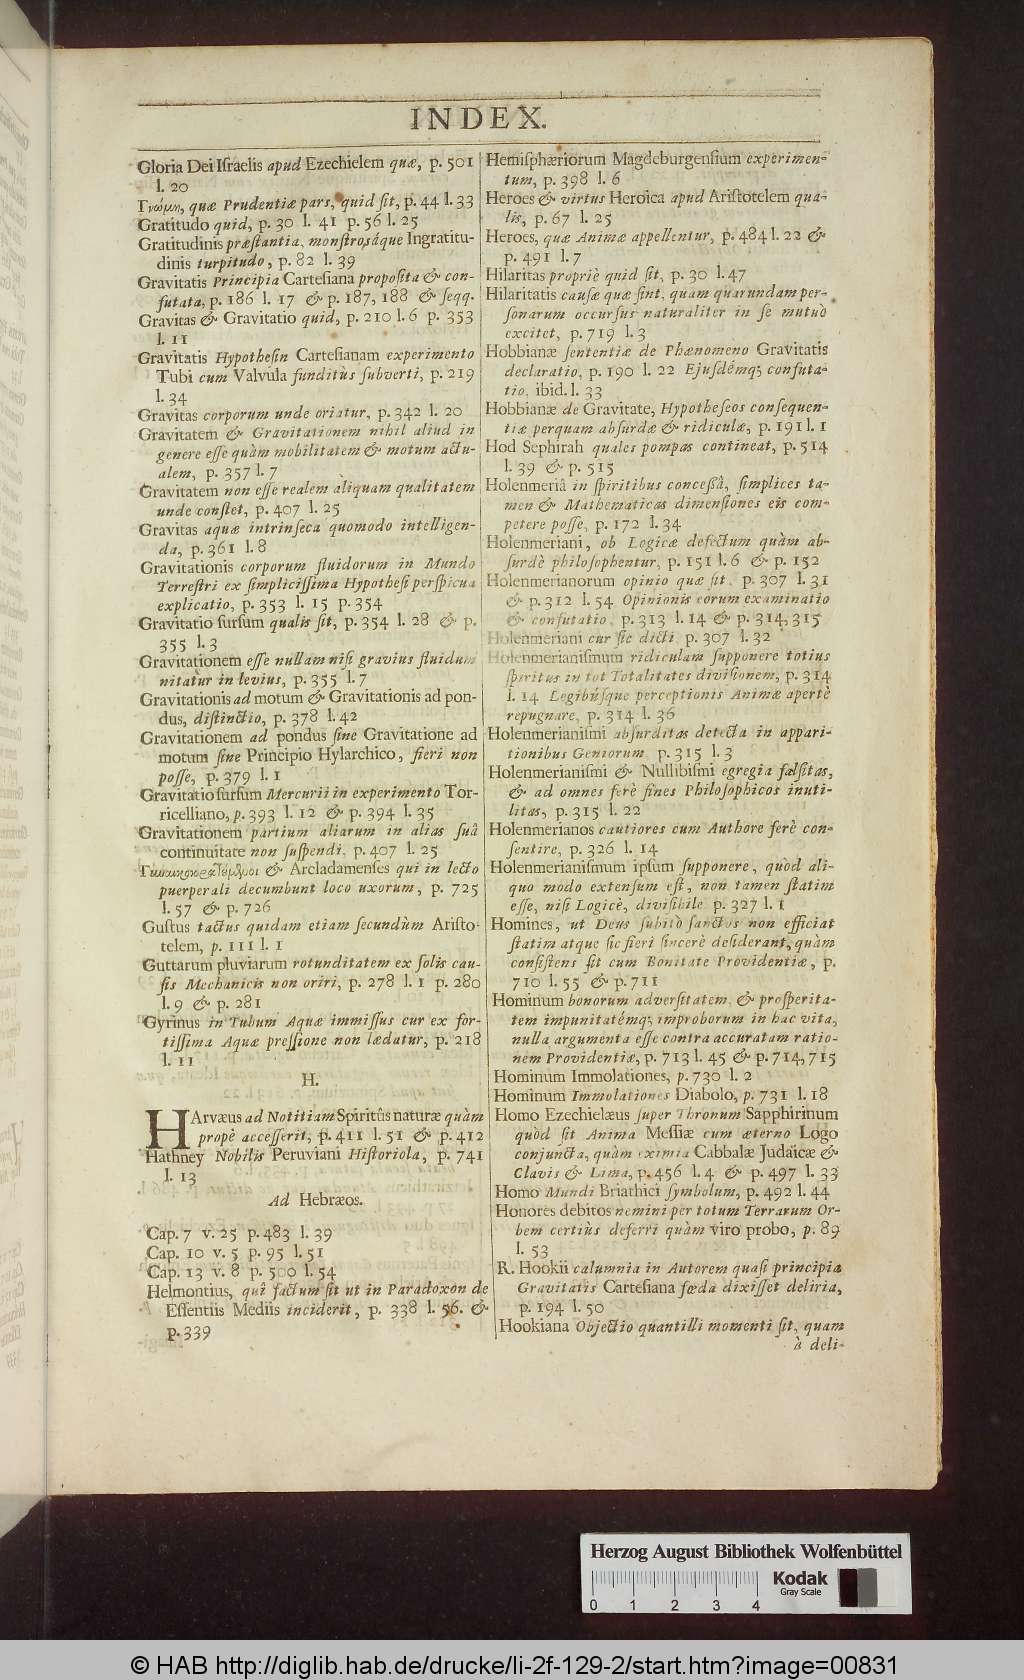 INDEX.
Gloria Dei Iſraelis apud Ezechielem quæ, p. 501
l. 20
Γνώμη, quæ Prudentiæ pars, quid ſit, p. 44 l. 33
Gratitudo quid, p. 30 l. 41 p. 56 l. 25
Gratitudinis præſtantia, monſtroſáque Ingratitu-
dinis turpitudo, p. 82 l. 39
Gravitatis Principia Carteſiana propoſita & con-
futata, p. 186 l. 17 & p. 187, 188 & ſeqq.
Gravitas & Gravitatio quid, p. 210 l. 6 p. 353
l. 11
Gravitatis Hypotheſin Carteſianam experimento
Tubi cum Valvula funditùs ſubverti, p. 219
l. 34
Gravitas corporum unde oriatur, p. 342 l. 20
Gravitatem & Gravitationem nihil aliud in
genere eſſe quàm mobilitatem & motum actu-
alem, p. 357 l. 7
Gravitatem non eſſe realem aliquam qualitatem
unde conſtet, p. 407 l. 25
Gravitas aquæ intrinſeca quomodo intelligen-
da, p. 361 l. 8
Gravitationis corporum fluidorum in Mundo
Terreſtri ex ſimpliciſſima Hypotheſi perſpicua
explicatio, p. 353 l. 15 p. 354
Gravitatio ſurſum qualis ſit, p. 354 l. 28 & p.
355 l. 3
Gravitationem eſſe nullam niſi gravius fluidum
nitatur in levius, p. 355 l. 7
Gravitationis ad motum & Gravitationis ad pon-
dus, diſtinctio, p. 378 l. 42
Gravitationem ad pondus ſine Gravitatione ad
motum ſine Principio Hylarchico, fieri non
poſſe, p. 379 l. 1
Gravitatio ſurſum Mercurii in experimento Tor-
ricelliano, p. 393 l. 12 & p. 394 l. 35
Gravitationem partium aliarum in alias ſuâ
continuitate non ſuſpendi, p. 407 l. 25
& Arcladamenſes qui in lecto
puerperali decumbunt loco uxorum, p. 725
l. 57 & p. 726
Guſtus tactus quidam etiam ſecundùm Ariſto-
telem, p. 111 l. 1
Guttarum pluviarum rotunditatem ex ſolis cau-
ſis Mechanicis non oriri, p. 278 l. 1 p. 280
l. 9 & p. 281
Gyrinus in Tubum Aquæ immiſſus cur ex for-
tiſſima Aquæ preſſione non lædatur, p. 218
l. 11
H.
HArvæus ad Notitiam Spiritûs naturæ quàm
propè acceſſerit, p. 411 l. 51 & p. 412
Hathney Nobilis Peruviani Hiſtoriola, p. 741
l. 13
Ad Hebræos.
Cap. 7 v. 25 p. 483 l. 39
Cap. 10 v. 5 p. 95 l. 51
Cap. 13 v. 8 p. 500 l. 54
Helmontius, quî factum ſit ut in Paradoxon de
Eſſentiis Mediis inciderit, p. 338 l. 56. &
p. 339
Hemiſphæriorum Magdeburgenſium experimen-
tum, p. 398 l. 6
Heroes & virtus Heroica apud Ariſtotelem qua-
lis, p. 67 l. 25
Heroes, quæ Animæ appellentur, p. 484 l. 22 &
p. 491 l. 7
Hilaritas propriè quid ſit, p. 30 l. 47
Hilaritatis cauſæ quæ ſint, quam quarundam per-
ſonarum occurſus naturaliter in ſe mutuò
excitet, p. 719 l. 3
Hobbianæ ſententiæ de Phænomeno Gravitatis
declaratio, p. 190 l. 22 Ejuſdémq; confuta-
tio, ibid. l. 33
Hobbianæ de Gravitate, Hypotheſeos conſequen-
tiæ perquam abſurdæ & ridiculæ, p. 191 l. 1
Hod Sephirah quales pompas contineat, p. 514
l. 39 & p. 515
Holenmeriâ in ſpiritibus conceſſâ, ſimplices ta-
men & Mathematicas dimenſiones eis com-
petere poſſe, p. 172 l. 34
Holenmeriani, ob Logicæ defectum quàm ab-
ſurdè philoſophentur, p. 151 l. 6 & p. 152
Holenmerianorum opinio quæ ſit, p. 307 l. 31
& p. 312 l. 54 Opinionis eorum examinatio
& confutatio, p. 313 l. 14 & p. 314, 315
Holenmeriani cur ſic dicti p. 307 l. 32
Holenmerianiſmum ridiculam ſupponere totius
ſpiritus in tot Totalitates diviſionem, p. 314
l. 14 Legibúſque perceptionis Animæ apertè
repugnare, p. 314 l. 36
Holenmerianiſmi abſurditas detecta in appari-
tionibus Geniorum, p. 315 l. 3
Holenmerianiſmi & Nullibiſmi egregia falſitas,
& ad omnes ferè fines Philoſophicos inuti-
litas, p. 315 l. 22
Holenmerianos cautiores cum Authore ferè con-
ſentire, p. 326 l. 14
Holenmerianiſmum ipſum ſupponere, quòd ali-
quo modo extenſum eſt, non tamen ſtatim
eſſe, niſi Logicè, diviſibile p. 327 l. 1
Homines, ut Deus ſubitò ſanctos non efficiat
ſtatim atque ſic fieri ſincerè deſiderant, quàm
conſiſtens ſit cum Bonitate Providentiæ, p.
710 l. 55 & p. 711
Hominum bonorum adverſitatem, & proſperita-
tem impunitatémq; improborum in hac vita,
nulla argumenta eſſe contra accuratam ratio-
nem Providentiæ, p. 713 l. 45 & p. 714, 715
Hominum Immolationes, p. 730 l. 2
Hominum Immolationes Diabolo, p. 731 l. 18
Homo Ezechielæus ſuper Thronum Sapphirinum
quòd ſit Anima Meſſiæ cum æterno Logo
conjuncta, quàm eximia Cabbalæ Judaicæ &
Clavis & Lima, p. 456 l. 4 & p. 497 l. 33
Homo Mundi Briathici ſymbolum, p. 492 l. 44
Honores debitos nemini per totum Terrarum Or-
bem certiùs deferri quàm viro probo, p. 89
l. 53
R. Hookii calumnia in Autorem quaſi principia
Gravitatis Carteſiana fœda dixiſſet deliria,
p. 194 l. 50
Hookiana Objectio quantilli momenti ſit, quam
à deli-
Herzog August Bibliothek Wolfenbüttel
0 1 2 3 4
Kodak
Gray Scale
© HAB http://diglib.hab.de/drucke/li-2f-129-2/start.htm?image=00831